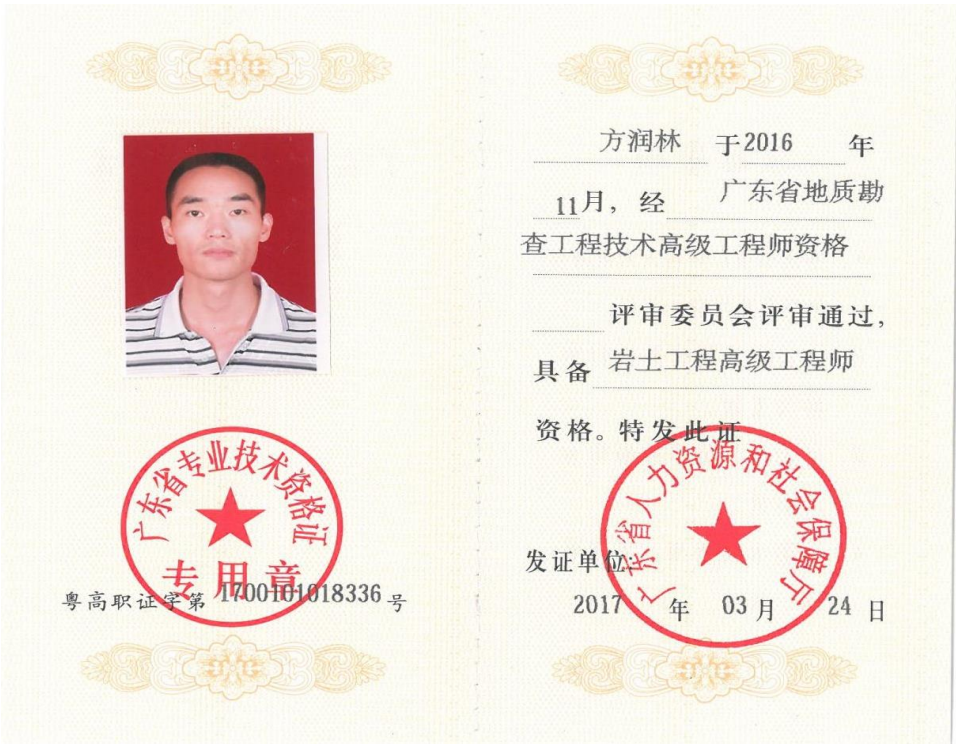 广东省专业技术资格证
专用章
粤高职证字第 1700101018336 号
方润林 于2016 年
11月，经 广东省地质勘
查工程技术高级工程师资格
评审委员会评审通过，
具备 岩土工程高级工程师
资格。特发此证
广东省人力资源和社会保障厅
发证单位:
2017 年 03 月 24 日